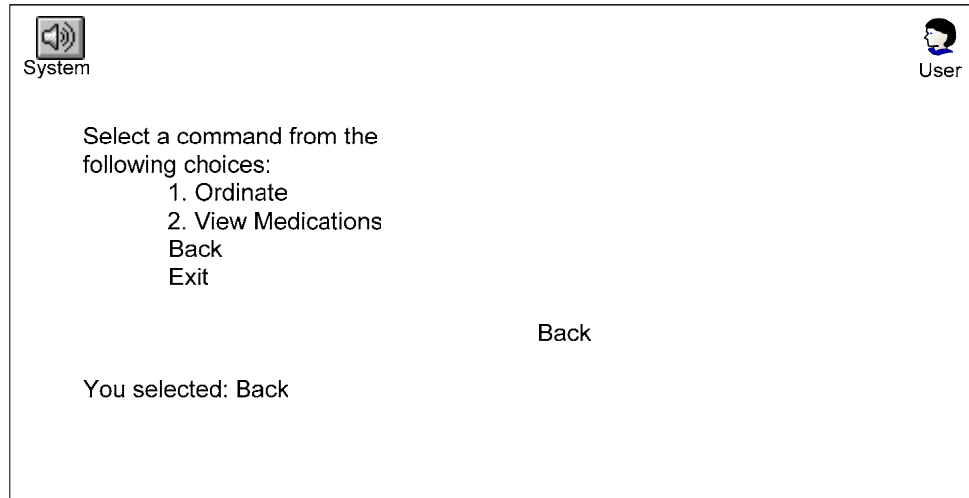 System
User
Select a command from the
following choices:
1. Ordinate
2. View Medications
Back
Exit
Back
You selected: Back